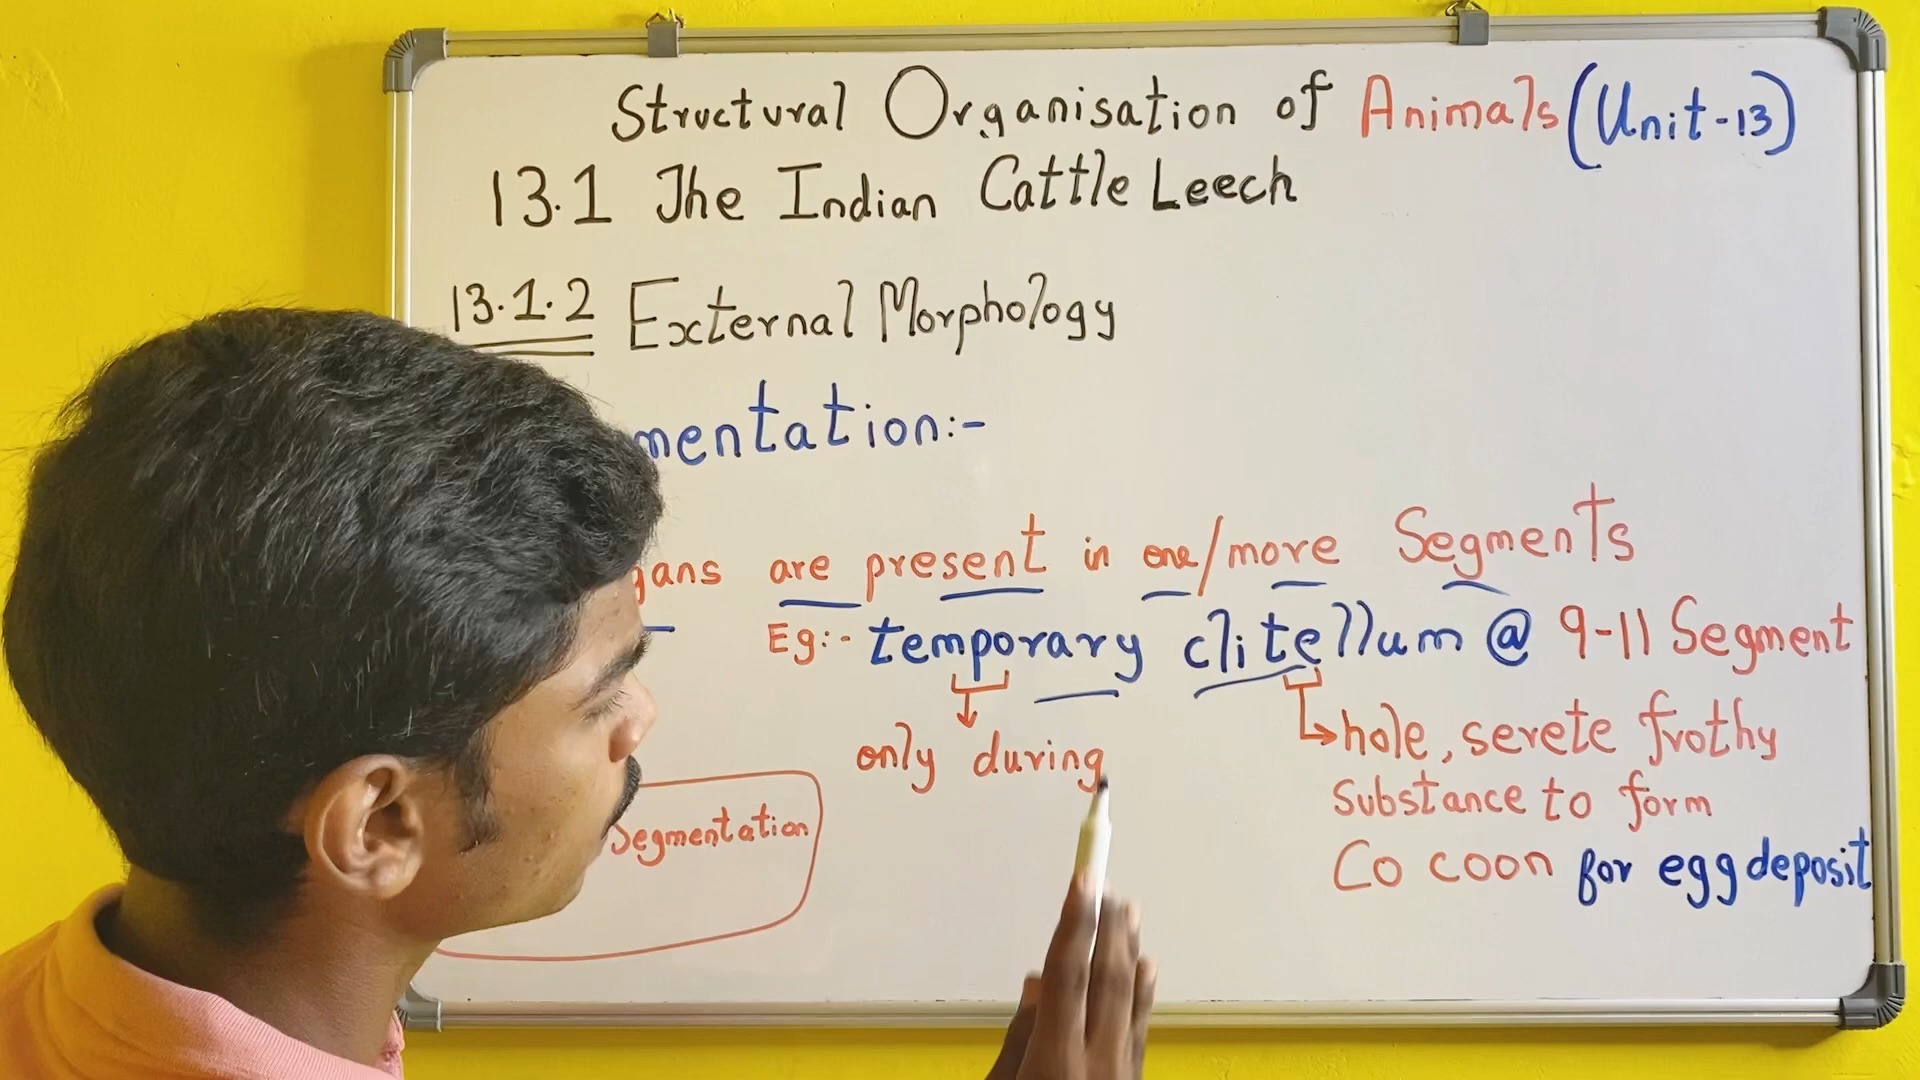 Structural Organisation of Animals (Unit-13)
13.1 The Indian Cattle Leech
13.1.2 External Morphology
mentation:-
gans are present in one/more Segments
Eg:- temporary clitellum @ 9-11 Segment
only during
hole, serete frothy
substance to form
Co coon for egg deposit
Segmentation